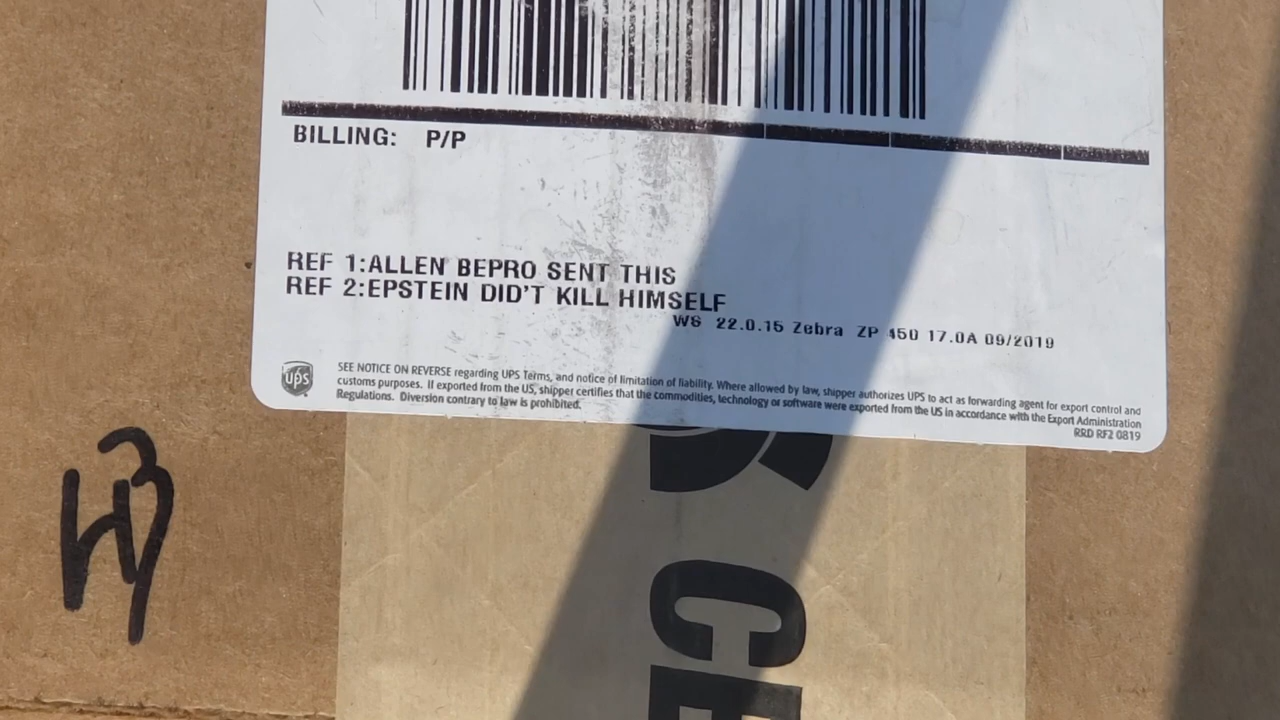 BILLING: P/P
REF 1:ALLEN BEPRO SENT THIS
REF 2:EPSTEIN DID'T KILL HIMSELF
WS 22.0.15 Zebra ZP 450 17.0A 09/2019
ups
SEE NOTICE ON REVERSE regarding UPS Terms, and notice of limitation of liability. Where allowed by law, shipper authorizes UPS to act as forwarding agent for export control and
customs purposes. If exported from the US, shipper certifies that the commodities, technology or software were exported from the US in accordance with the Export Administration
Regulations. Diversion contrary to law is prohibited.
RRD RF2 0819